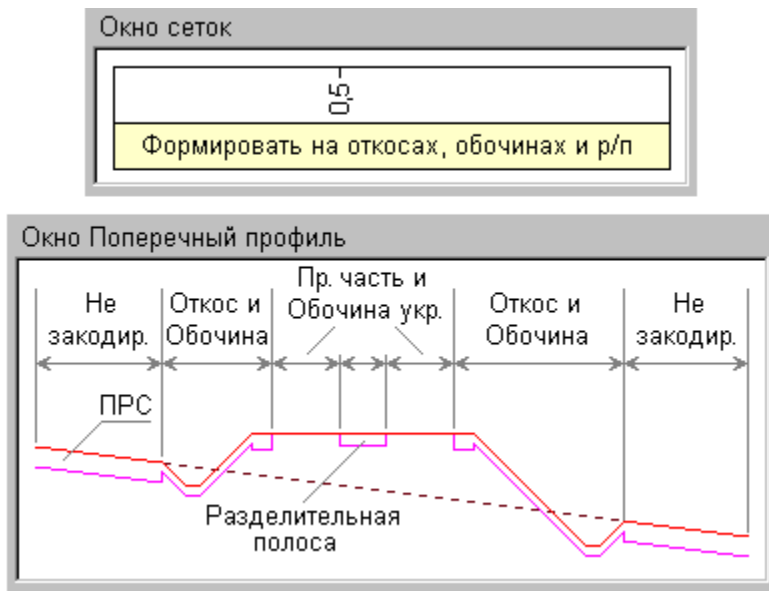 Окно сеток
0,5
Формировать на откосах, обочинах и р/п
Окно Поперечный профиль
Не
закодир.
Откос и
Обочина
Пр. часть и
Обочина укр.
Откос и
Обочина
Не
закодир.
ПРС
Разделительная
полоса